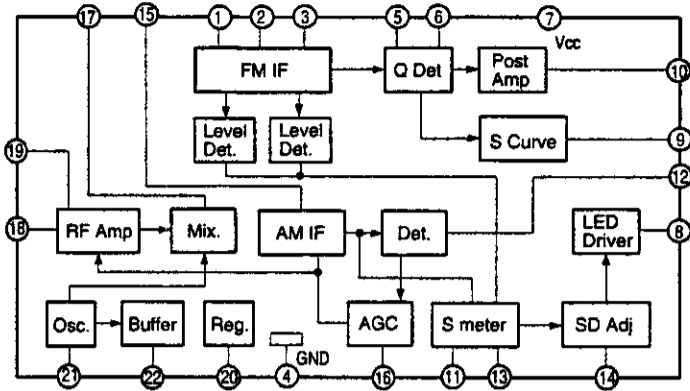 17 15 1 2 3 5 6 7
Vcc
FM IF Q Det Post
Amp
10
Level
Det.
Level
Det.
S Curve
9
19
12
18 RF Amp Mix. AM IF Det. LED
Driver
8
Osc. Buffer Reg. GND AGC S meter SD Adj
21 22 20 4 16 11 13 14